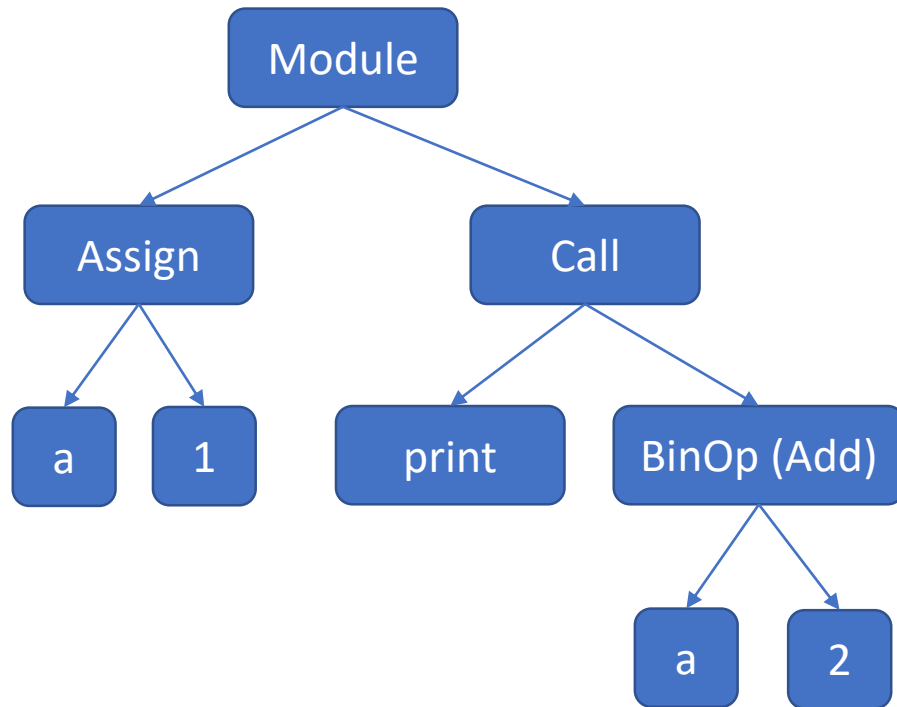 Module
Assign
Call
a
1
print
BinOp (Add)
a
2